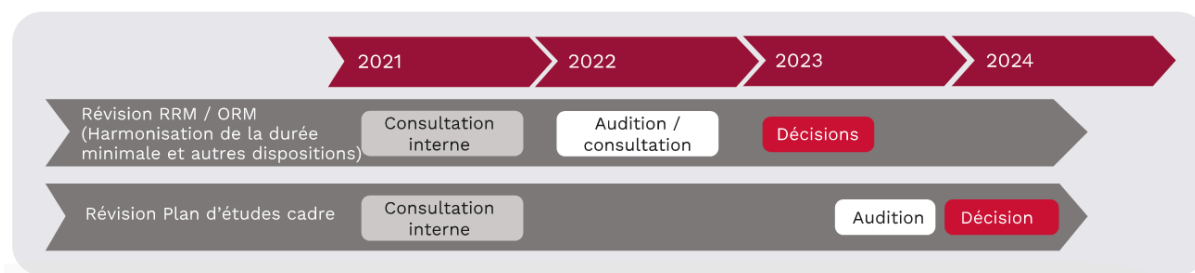 2021
2022
2023
2024
Révision RRM / ORM
(Harmonisation de la durée
minimale et autres dispositions)
Consultation
interne
Audition /
consultation
Décisions
Révision Plan d'études cadre
Consultation
interne
Audition
Décision